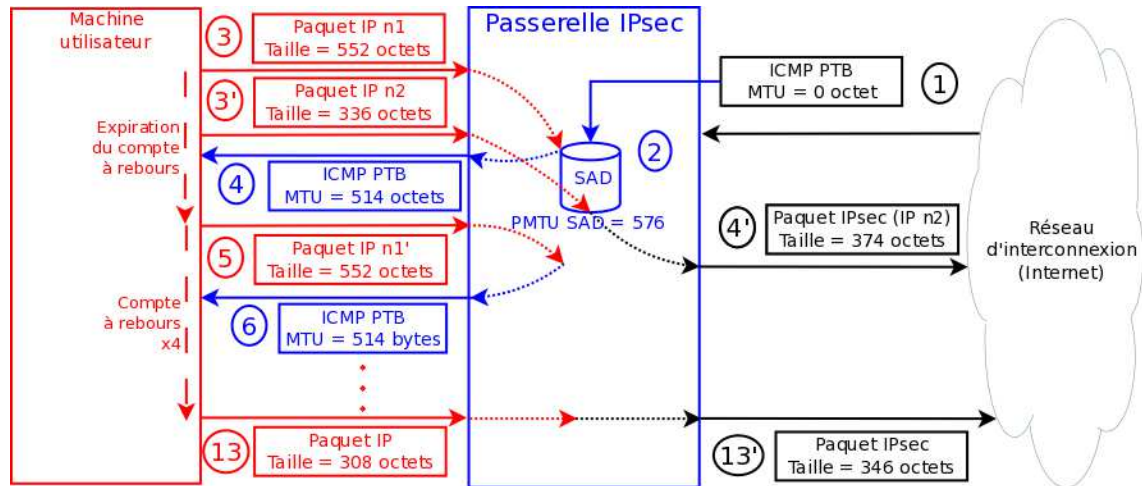 Machine
utilisateur
3
Paquet IP n1
Taille = 552 octets
Passerelle IPsec
ICMP PTB
MTU = 0 octet
1
3'
Paquet IP n2
Taille = 336 octets
Expiration
du compte
à rebours
2
SAD
4
ICMP PTB
MTU = 514 octets
PMTU SAD = 576
4'
Paquet IPsec (IP n2)
Taille = 374 octets
Réseau
d'interconnexion
(Internet)
5
Paquet IP n1'
Taille = 552 octets
Compte
à rebours
x4
6
ICMP PTB
MTU = 514 bytes
13
Paquet IP
Taille = 308 octets
13'
Paquet IPsec
Taille = 346 octets